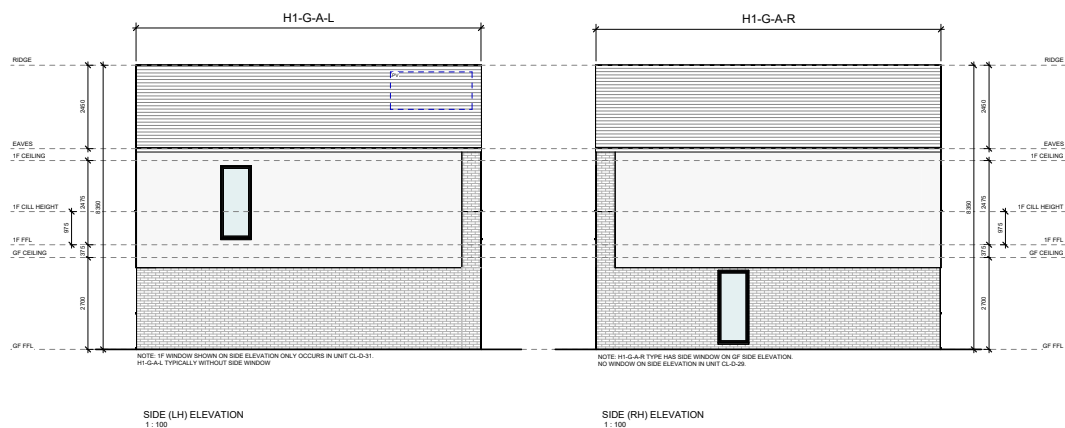 H1-G-A-L
H1-G-A-R
RIDGE
RIDGE
PV
2450
2450
EAVES
EAVES
1F CEILING
1F CEILING
2475
8350
8350
2475
1F CILL HEIGHT
1F CILL HEIGHT
975
975
1F FFL
1F FFL
375
375
GF CEILING
GF CEILING
2700
2700
GF FFL
GF FFL
NOTE: 1F WINDOW SHOWN ON SIDE ELEVATION ONLY OCCURS IN UNIT CL-D-31.
H1-G-A-L TYPICALLY WITHOUT SIDE WINDOW
NOTE: H1-G-A-R TYPE HAS SIDE WINDOW ON GF SIDE ELEVATION.
NO WINDOW ON SIDE ELEVATION IN UNIT CL-D-29.
SIDE (LH) ELEVATION
1 : 100
SIDE (RH) ELEVATION
1 : 100